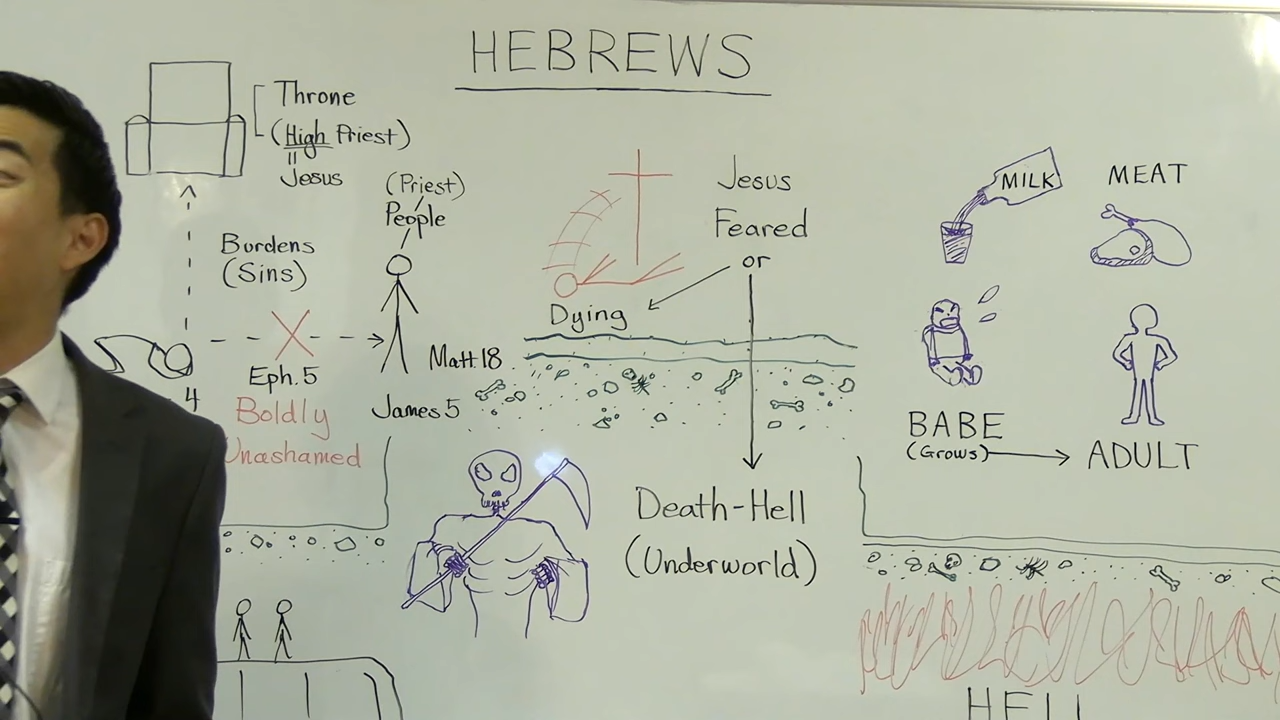 HEBREWS
Throne
(High Priest)
Jesus
(Priest)
People
Burdens
(Sins)
Eph. 5
4
Boldly
Unashamed
Matt. 18
James 5
Jesus
Feared
or
Dying
Death-Hell
(Underworld)
MILK
MEAT
BABE
(Grows)
ADULT
HELL